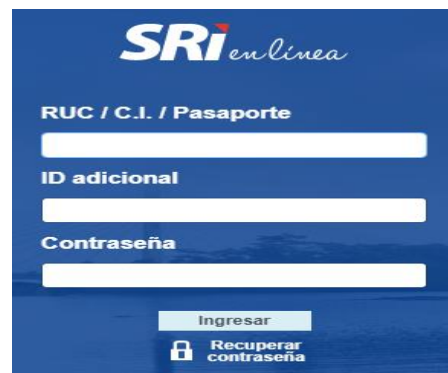 SRi en línea
RUC / C.I. / Pasaporte
ID adicional
Contraseña
Ingresar
Recuperar
contraseña